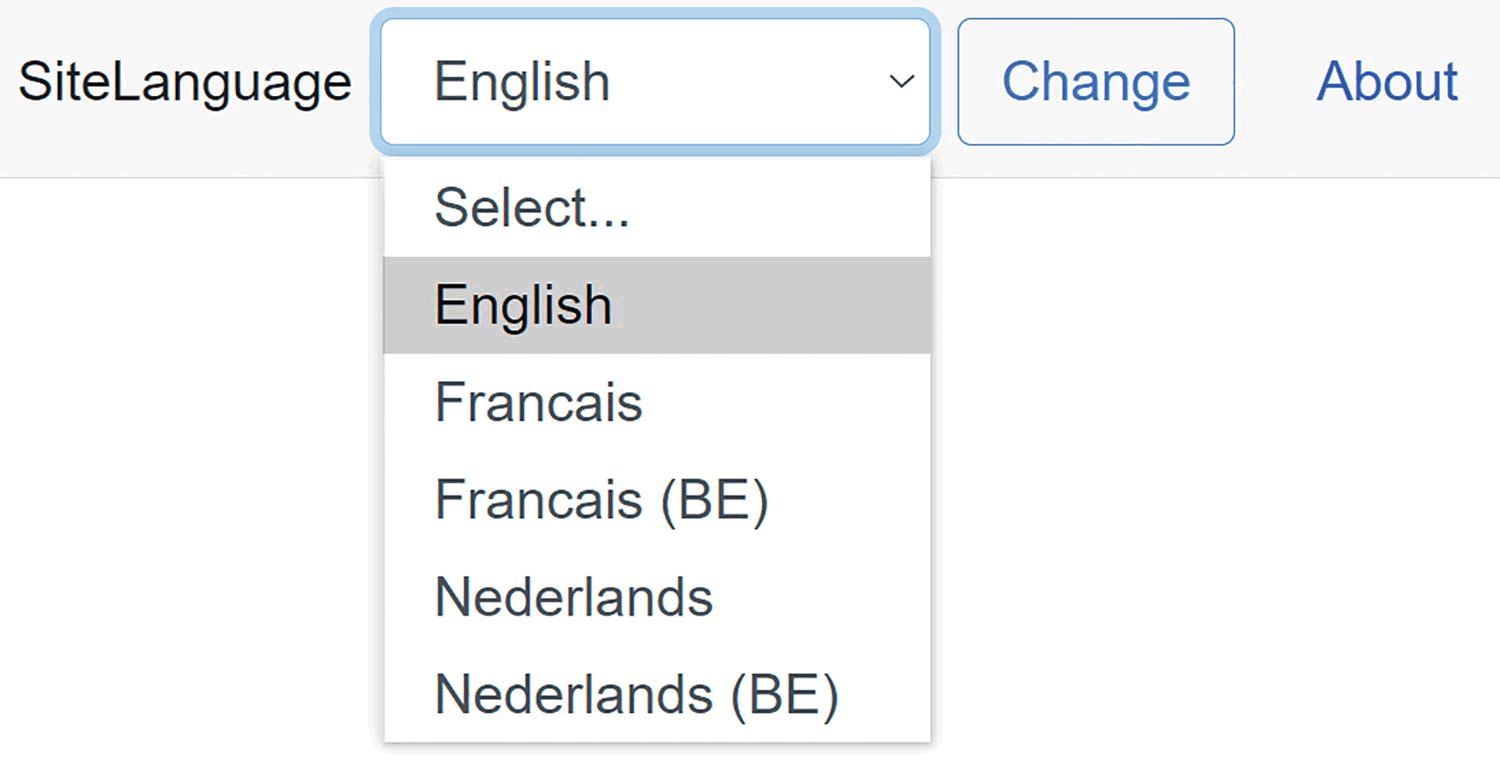 SiteLanguage English Change About
Select...
English
Francais
Francais (BE)
Nederlands
Nederlands (BE)